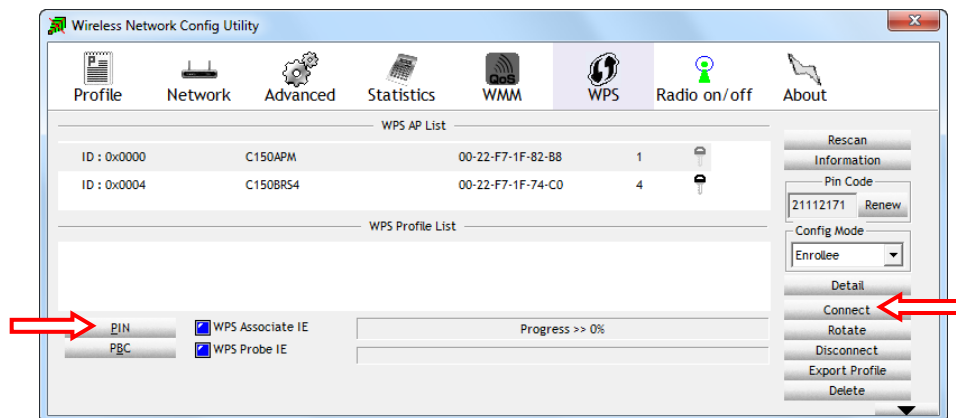 Wireless Network Config Utility
Profile Network Advanced Statistics WMM WPS Radio on/off About
QoS
WPS AP List
ID : 0x0000 C150APM 00-22-F7-1F-82-B8 1
ID : 0x0004 C150BRS4 00-22-F7-1F-74-C0 4
WPS Profile List
Rescan
Information
Pin Code
21112171 Renew
Config Mode
Enrollee
Detail
Connect
Rotate
Disconnect
Export Profile
Delete
PIN WPS Associate IE Progress >> 0%
PBC WPS Probe IE